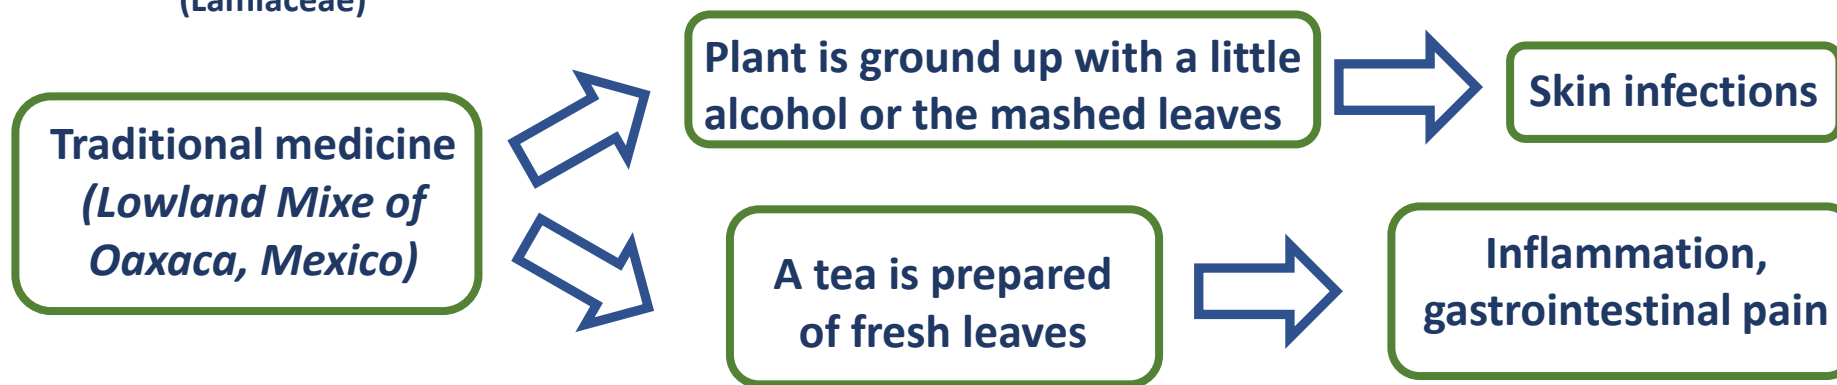 (Lamiaceae)
Plant is ground up with a little
alcohol or the mashed leaves
Skin infections
Traditional medicine
(Lowland Mixe of
Oaxaca, Mexico)
A tea is prepared
of fresh leaves
Inflammation,
gastrointestinal pain